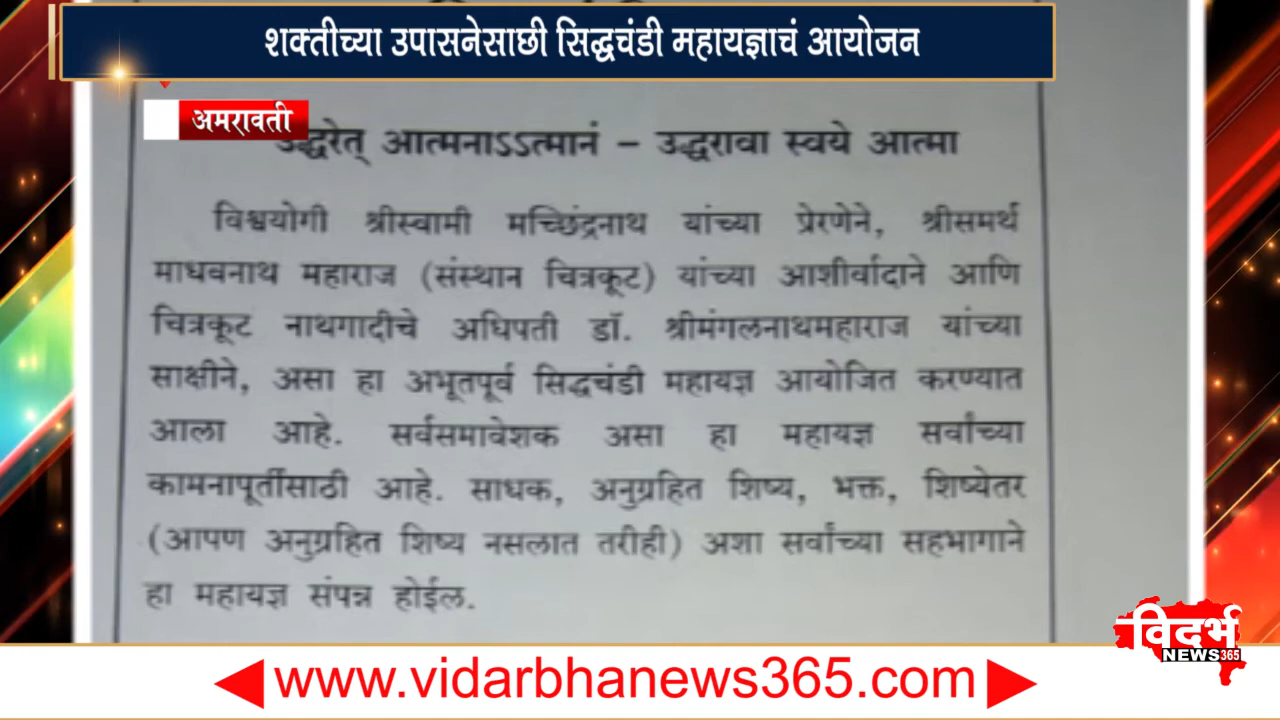 शक्तीच्या उपासनेसाछी सिद्धचंडी महायज्ञाचं आयोजन
अमरावती
उद्धरेत् आत्मनाऽऽत्मानं – उद्धरावा स्वये आत्मा
विश्वयोगी श्रीस्वामी मच्छिंद्रनाथ यांच्या प्रेरणेने, श्रीसमर्थ
माधवनाथ महाराज (संस्थान चित्रकूट) यांच्या आशीर्वादाने आणि
चित्रकूट नाथगादीचे अधिपती डॉ. श्रीमंगलनाथमहाराज यांच्या
साक्षीने, असा हा अभूतपूर्व सिद्धचंडी महायज्ञ आयोजित करण्यात
आला आहे. सर्वसमावेशक असा हा महायज्ञ सर्वांच्या
कामनापूर्तीसाठी आहे. साधक, अनुग्रहित शिष्य, भक्त, शिष्येतर
(आपण अनुग्रहित शिष्य नसलात तरीही) अशा सर्वांच्या सहभागाने
हा महायज्ञ संपन्न होईल.
विदर्भ
NEWS365
www.vidarbhanews365.com